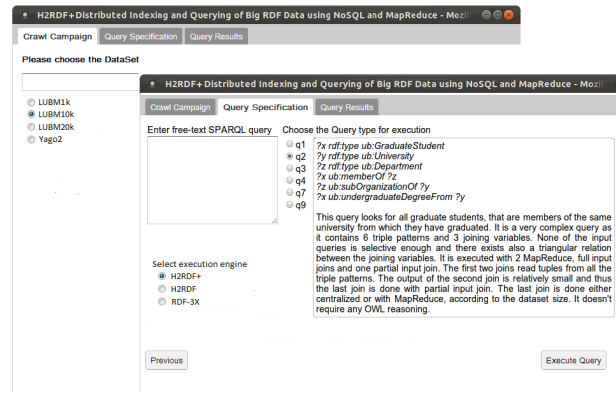 H2RDF+Distributed Indexing and Querying of Big RDF Data using NoSQL and MapReduce - Mozil
Crawl Campaign Query Specification Query Results
Please choose the DataSet
LUBM1k
LUBM10k
LUBM20k
Yago2
H2RDF+Distributed Indexing and Querying of Big RDF Data using NoSQL and MapReduce - Mozil
Crawl Campaign Query Specification Query Results
Enter free-text SPARQL query Choose the Query type for execution
q1
q2
q3
q4
q7
q9
?x rdf:type ub:GraduateStudent
?y rdf:type ub:University
?z rdf:type ub:Department
?x ub:memberOf ?z
?z ub:subOrganizationOf ?y
?x ub:undergraduateDegreeFrom ?y
This query looks for all graduate students, that are members of the same
university from which they have graduated. It is a very complex query as
it contains 6 triple patterns and 3 joining variables. None of the input
queries is selective enough and there exists also a triangular relation
between the joining variables. It is executed with 2 MapReduce, full input
joins and one partial input join. The first two joins read tuples from all the
triple patterns. The output of the second join is relatively small and thus
the last join is done with partial input join. The last join is done either
centralized or with MapReduce, according to the dataset size. It doesn't
require any OWL reasoning.
Select execution engine
H2RDF+
H2RDF
RDF-3X
Previous Execute Query